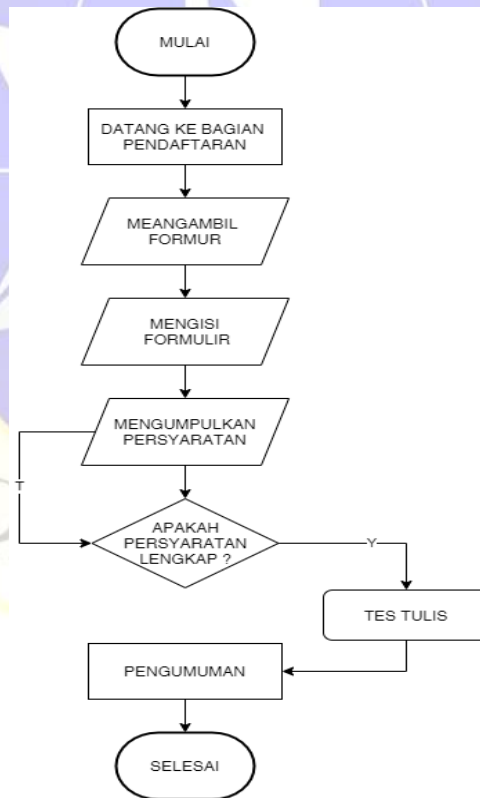 MULAI
DATANG KE BAGIAN
PENDAFTARAN
MEANGAMBIL
FORMUR
MENGISI
FORMULIR
MENGUMPULKAN
PERSYARATAN
T
APAKAH
PERSYARATAN
LENGKAP ?
Y
TES TULIS
PENGUMUMAN
SELESAI